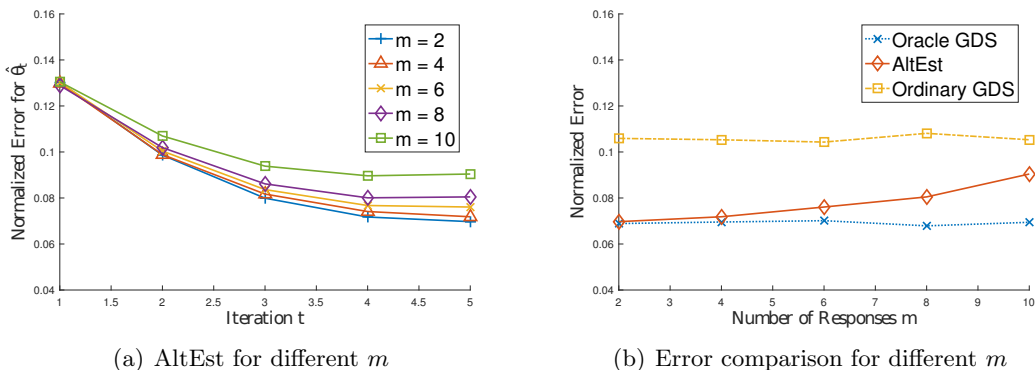 0.16
0.14
0.12
0.1
0.08
0.06
0.04
Normalized Error for θ̂t
1 1.5 2 2.5 3 3.5 4 4.5 5
Iteration t
m = 2
m = 4
m = 6
m = 8
m = 10
(a) AltEst for different m
0.16
0.14
0.12
0.1
0.08
0.06
0.04
Normalized Error
2 3 4 5 6 7 8 9 10
Number of Responses m
Oracle GDS
AltEst
Ordinary GDS
(b) Error comparison for different m